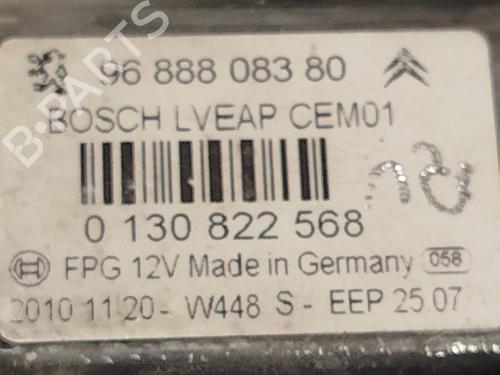 96 888 083 80
BOSCH LVEAP CEM01
0 130 822 568
FPG 12V Made in Germany 058
2010 11 20- W448 S - EEP 25.07
B-PARTS